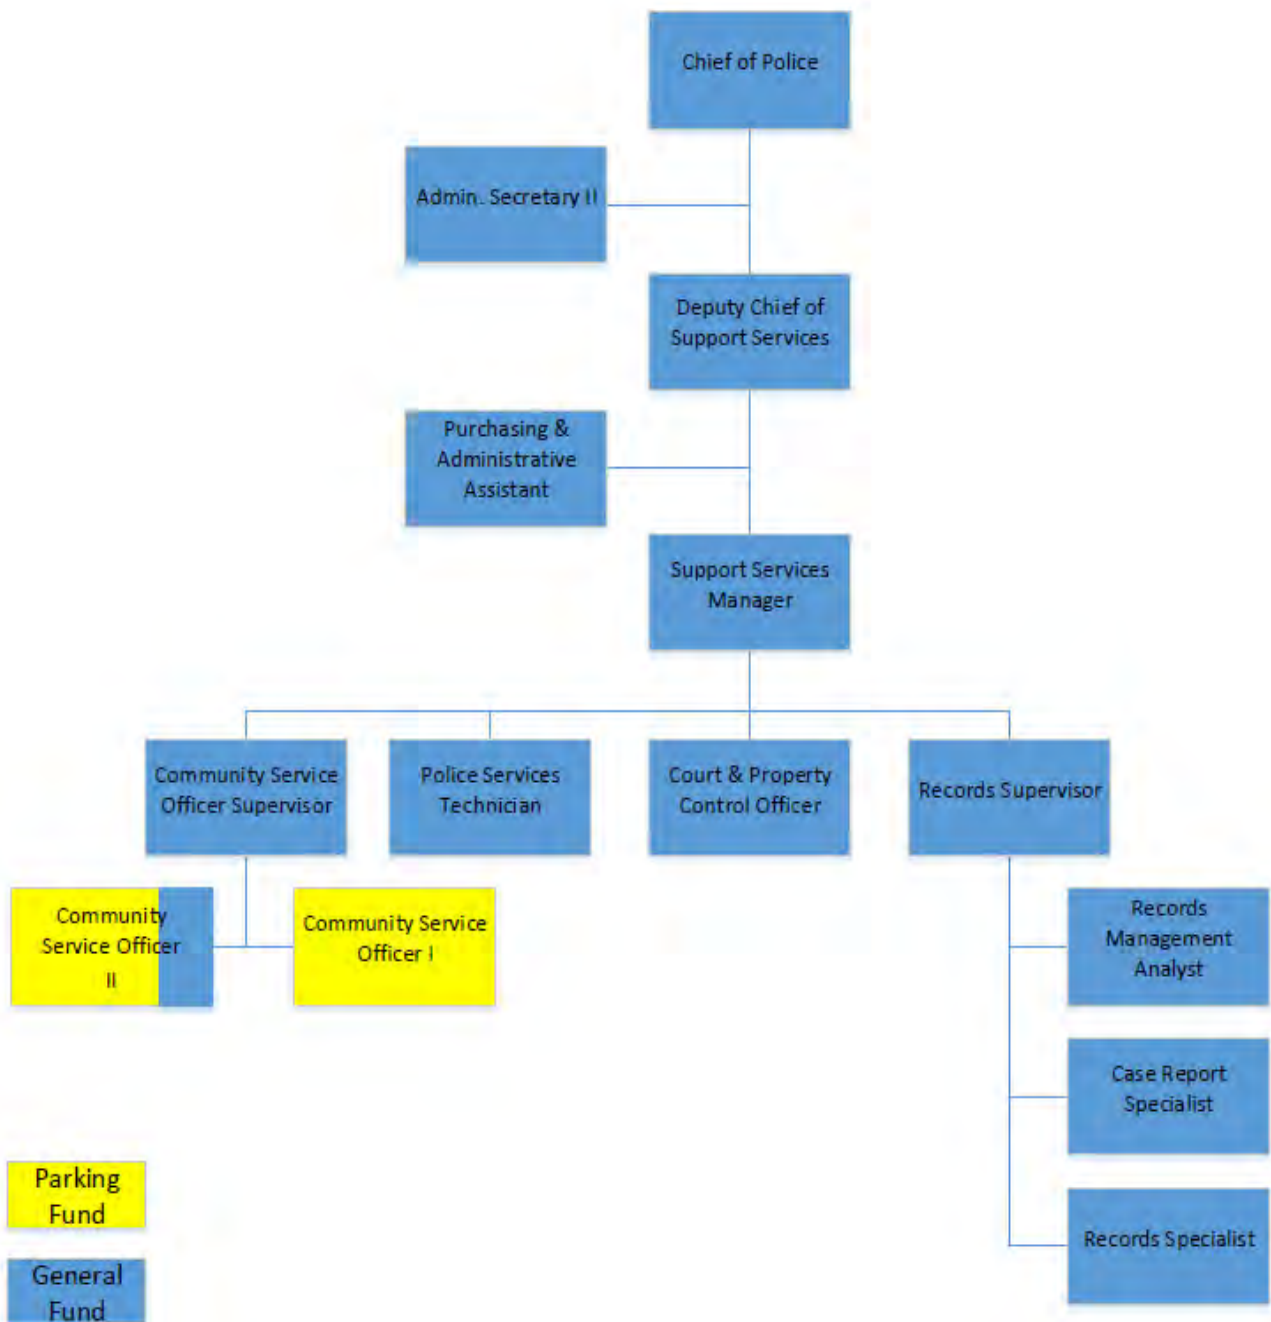 Chief of Police
Admin. Secretary II
Deputy Chief of
Support Services
Purchasing &
Administrative
Assistant
Support Services
Manager
Community Service
Officer Supervisor
Police Services
Technician
Court & Property
Control Officer
Records Supervisor
Community
Service Officer
II
Community Service
Officer I
Records
Management
Analyst
Case Report
Specialist
Records Specialist
Parking
Fund
General
Fund